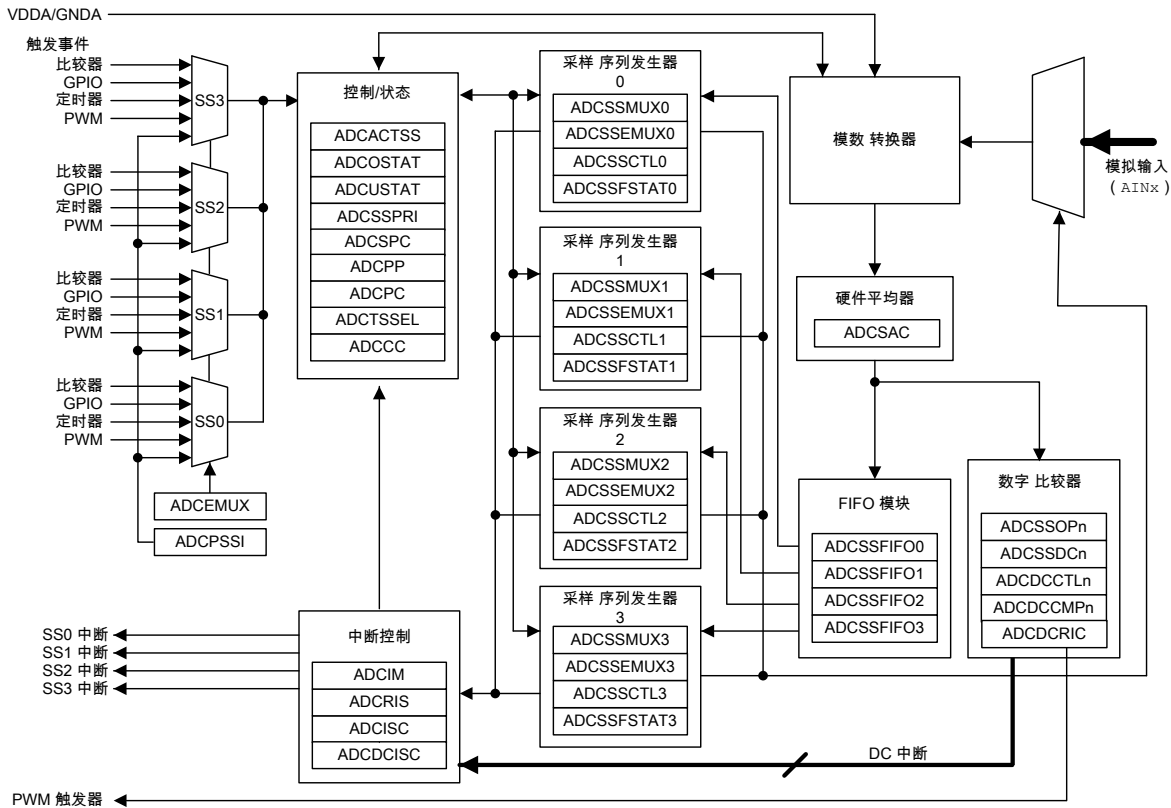 VDDA/GNDA
触发事件
比较器
GPIO
定时器
PWM
SS3
比较器
GPIO
定时器
PWM
SS2
比较器
GPIO
定时器
PWM
SS1
比较器
GPIO
定时器
PWM
SS0
ADCEMUX
ADCPSSI
控制/状态
ADCACTSS
ADCOSTAT
ADCUSTAT
ADCSSPRI
ADCSPC
ADCPP
ADCPC
ADCTSSEL
ADCCC
采样 序列发生器
0
ADCSSMUX0
ADCSSEMUX0
ADCSSCTL0
ADCSSFSTAT0
采样 序列发生器
1
ADCSSMUX1
ADCSSEMUX1
ADCSSCTL1
ADCSSFSTAT1
采样 序列发生器
2
ADCSSMUX2
ADCSSEMUX2
ADCSSCTL2
ADCSSFSTAT2
采样 序列发生器
3
ADCSSMUX3
ADCSSEMUX3
ADCSSCTL3
ADCSSFSTAT3
模数 转换器
模拟输入
( AINx )
硬件平均器
ADCSAC
FIFO 模块
ADCSSFIFO0
ADCSSFIFO1
ADCSSFIFO2
ADCSSFIFO3
数字 比较器
ADCSSOPn
ADCSSDCn
ADCDCCTLn
ADCDCCMPn
ADCDCRIC
中断控制
ADCIM
ADCRIS
ADCISC
ADCDCISC
SS0 中断
SS1 中断
SS2 中断
SS3 中断
DC 中断
PWM 触发器